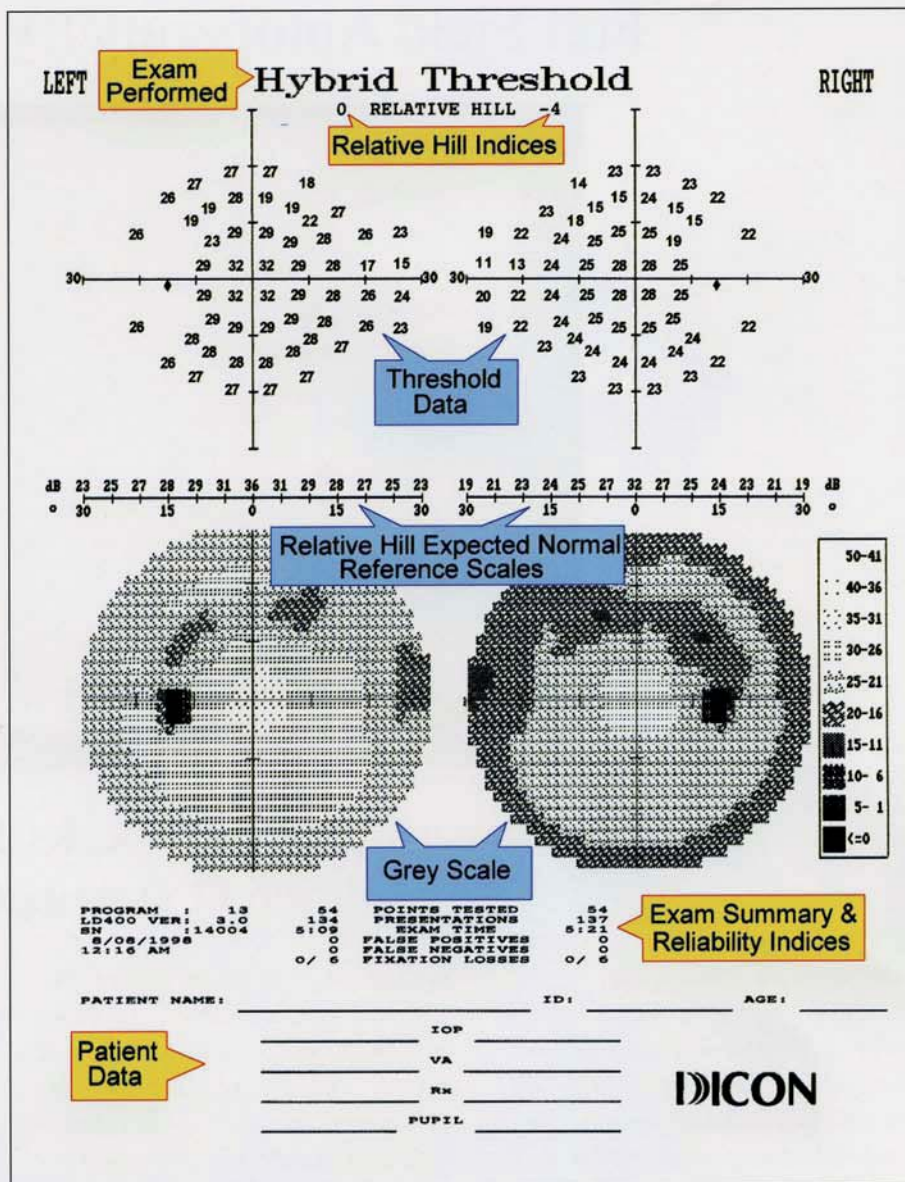 LEFT
Exam
Performed
Hybrid Threshold
RIGHT
0 RELATIVE HILL -4
Relative Hill Indices
27 27 23 23
27 18 14 23
26 28 19 15 24 22
19 19 27 23 15 15
19 22 18 15
26 29 29 26 23 19 22 25 25 22
23 29 28 24 25 19
29 32 32 29 28 17 15 11 13 24 25 28 28 25
30 30 30 30
29 32 32 29 28 26 24 20 22 24 25 28 28 25
26 29 29 29 28 26 23 19 22 24 25 25 25 25 22
28 28 28 27 23 24 24
28 28 24 24
26 28 28 24 24 22
27 27 23 23
27 27 23 23
Threshold
Data
dB 23 25 27 28 29 31 36 31 29 28 27 25 23 19 21 23 24 25 27 32 27 25 24 23 21 19 dB
o 30 15 0 15 30 30 15 0 15 30 o
Relative Hill Expected Normal
Reference Scales
50-41
40-36
35-31
30-26
25-21
20-16
15-11
10- 6
5- 1
<=0
Grey Scale
PROGRAM : 13 54 POINTS TESTED 54
LD400 VER: 3.0 134 PRESENTATIONS 137
SN :14004 5:09 EXAM TIME 5:21
8/08/1998 0 FALSE POSITIVES 0
12:16 AM 0 FALSE NEGATIVES 0
0/ 6 FIXATION LOSSES 0/ 6
Exam Summary &
Reliability Indices
PATIENT NAME: ID: AGE:
IOP
VA
Rx
PUPIL
Patient
Data
DICON